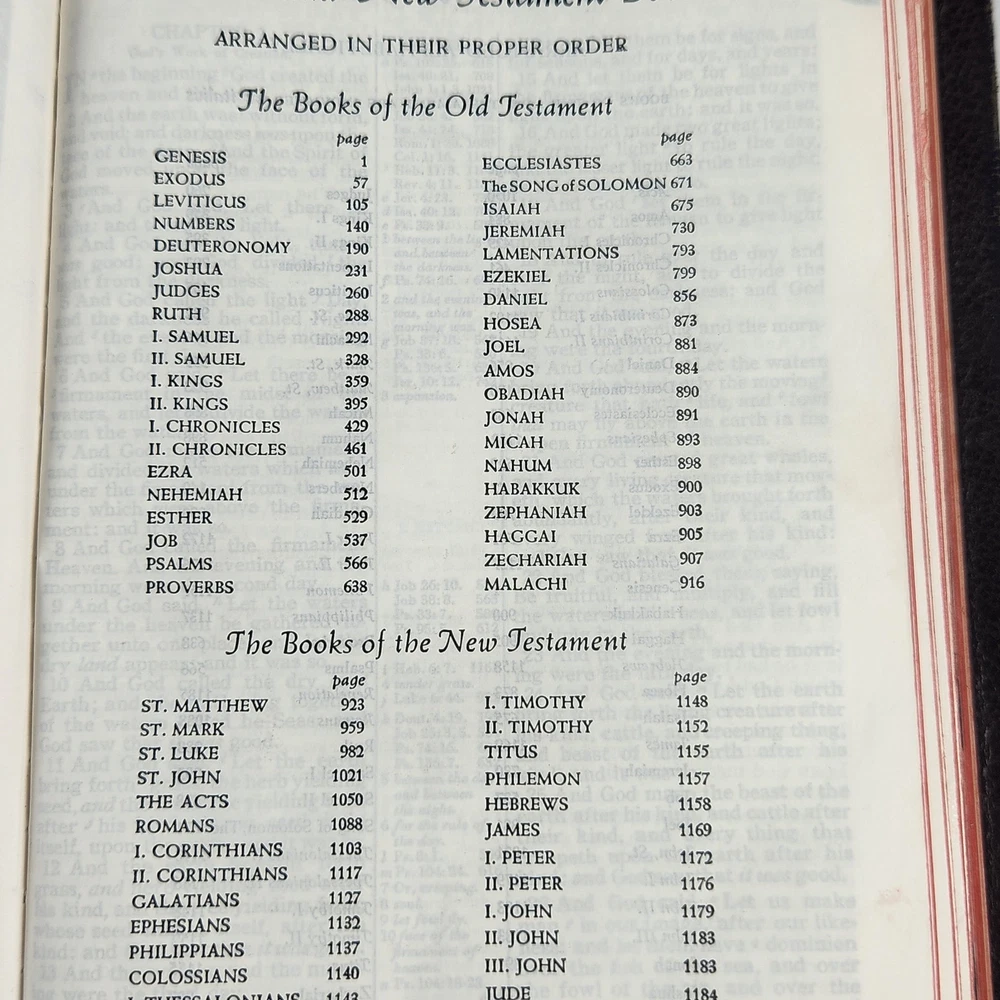 New Testament
ARRANGED IN THEIR PROPER ORDER
The Books of the Old Testament
page
GENESIS 1
EXODUS 57
LEVITICUS 105
NUMBERS 140
DEUTERONOMY 190
JOSHUA 231
JUDGES 260
RUTH 288
I. SAMUEL 292
II. SAMUEL 328
I. KINGS 359
II. KINGS 395
I. CHRONICLES 429
II. CHRONICLES 461
EZRA 501
NEHEMIAH 512
ESTHER 529
JOB 537
PSALMS 566
PROVERBS 638
page
ECCLESIASTES 663
The SONG of SOLOMON 671
ISAIAH 675
JEREMIAH 730
LAMENTATIONS 793
EZEKIEL 799
DANIEL 856
HOSEA 873
JOEL 881
AMOS 884
OBADIAH 890
JONAH 891
MICAH 893
NAHUM 898
HABAKKUK 900
ZEPHANIAH 903
HAGGAI 905
ZECHARIAH 907
MALACHI 916
The Books of the New Testament
page
ST. MATTHEW 923
ST. MARK 959
ST. LUKE 982
ST. JOHN 1021
THE ACTS 1050
ROMANS 1088
I. CORINTHIANS 1103
II. CORINTHIANS 1117
GALATIANS 1127
EPHESIANS 1132
PHILIPPIANS 1137
COLOSSIANS 1140
I. THESSALONIANS 1143
page
I. TIMOTHY 1148
II. TIMOTHY 1152
TITUS 1155
PHILEMON 1157
HEBREWS 1158
JAMES 1169
I. PETER 1172
II. PETER 1176
I. JOHN 1179
II. JOHN 1183
III. JOHN 1183
JUDE 1184